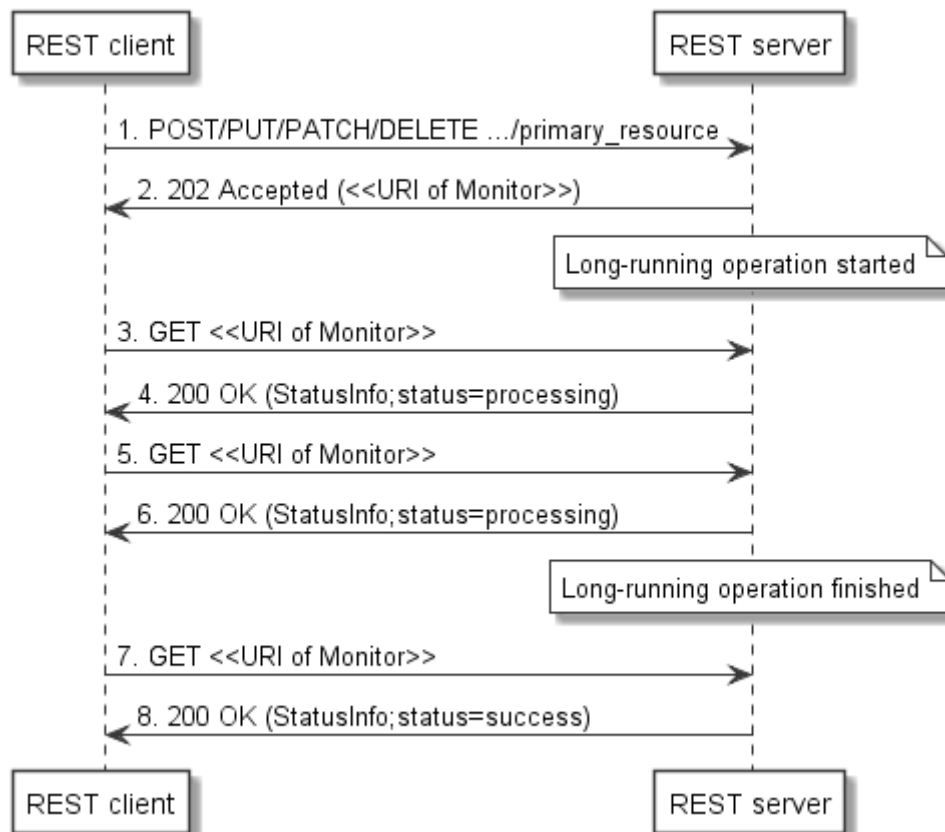 REST client
REST server
1. POST/PUT/PATCH/DELETE .../primary_resource
2. 202 Accepted (<<URI of Monitor>>)
Long-running operation started
3. GET <<URI of Monitor>>
4. 200 OK (StatusInfo;status=processing)
5. GET <<URI of Monitor>>
6. 200 OK (StatusInfo;status=processing)
Long-running operation finished
7. GET <<URI of Monitor>>
8. 200 OK (StatusInfo;status=success)
REST client
REST server